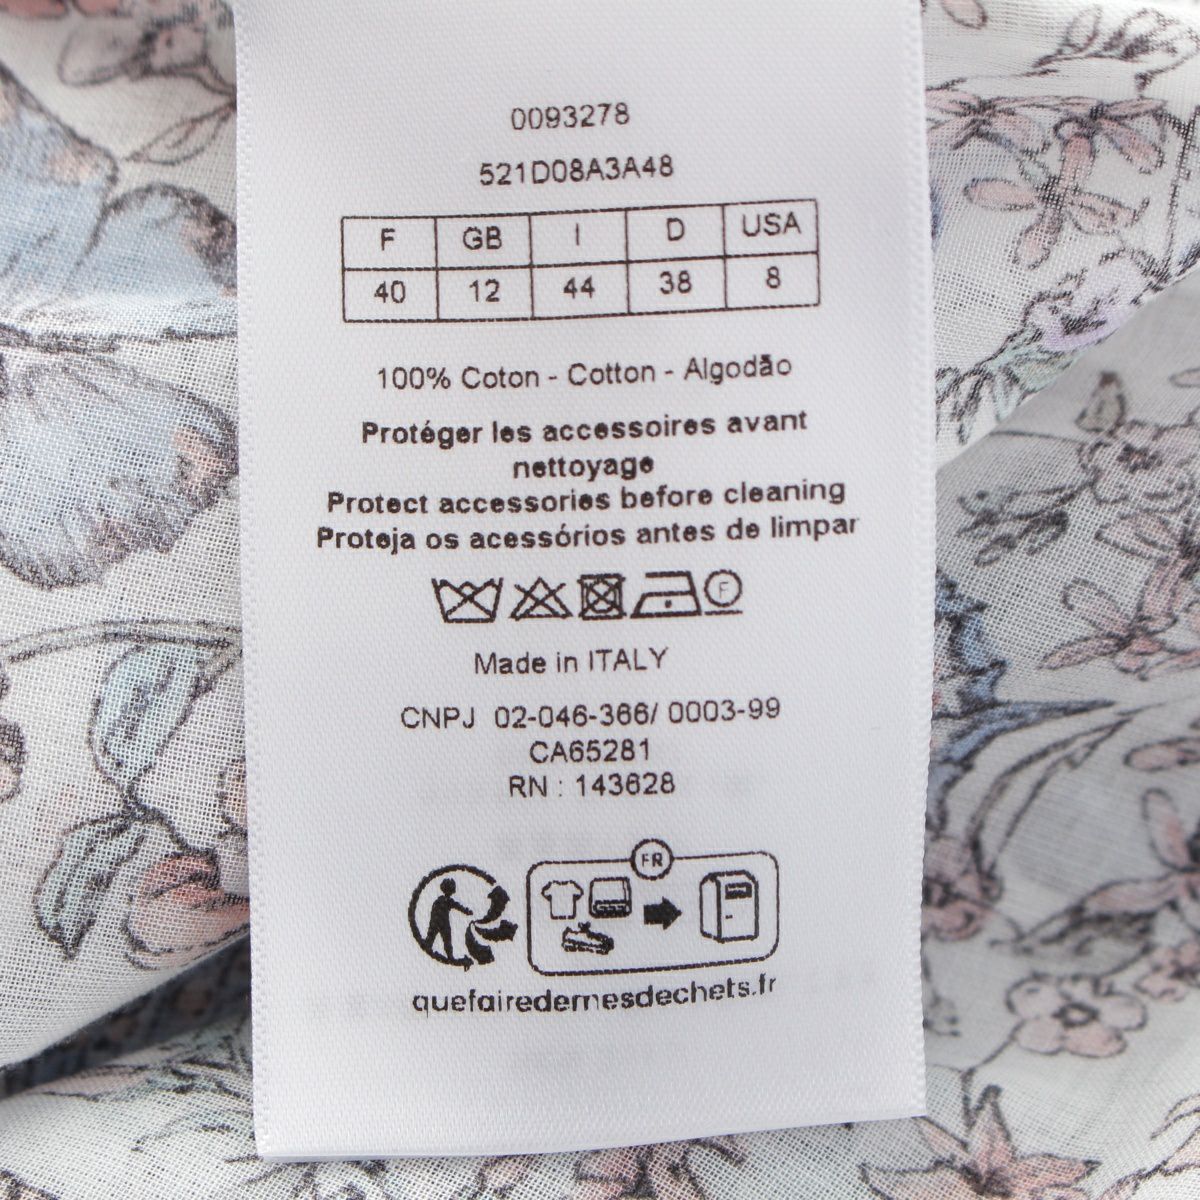 0093278
521D08A3A48
F GB I D USA
40 12 44 38 8
100% Coton - Cotton - Algodão
Protéger les accessoires avant
nettoyage
Protect accessories before cleaning
Proteja os acessórios antes de limpar
F
Made in ITALY
CNPJ 02-046-366/ 0003-99
CA65281
RN : 143628
FR
quefairedemesdechets.fr